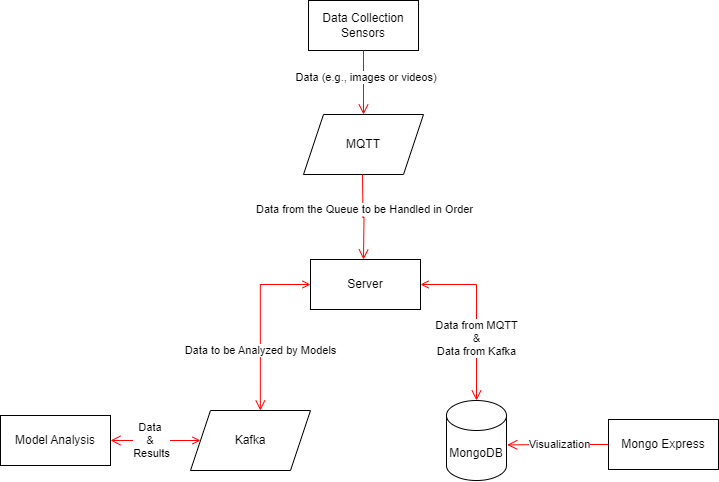 Data Collection
Sensors
Data (e.g., images or videos)
MQTT
Data from the Queue to be Handled in Order
Server
Data to be Analyzed by Models
Data from MQTT
&
Data from Kafka
Model Analysis
Data
&
Results
Kafka
MongoDB
Visualization
Mongo Express